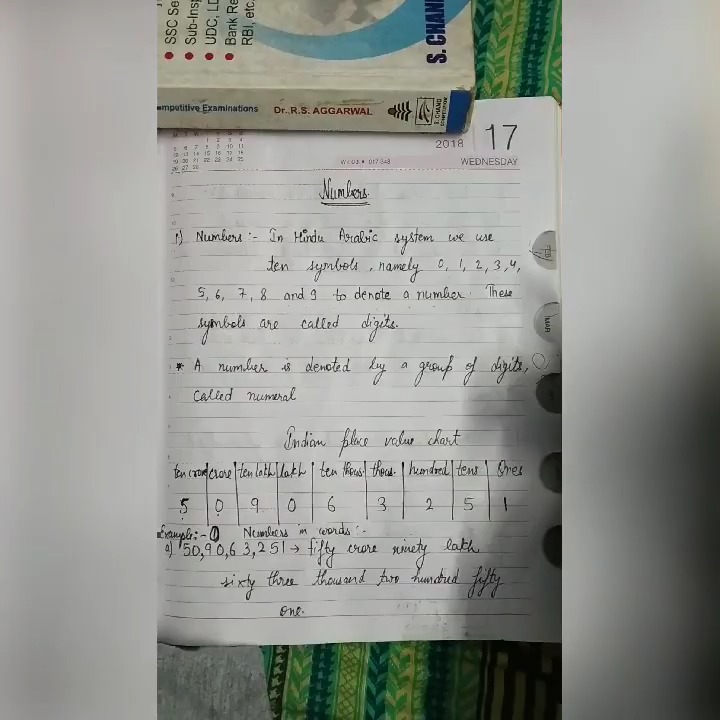 SSC Se
Sub-Insp
UDC, LD
Bank Re
RBI, etc.
S. CHAND
mpetitive Examinations Dr. R.S. AGGARWAL S. CHAND
2018 17
WEDNESDAY
Numbers
1) Numbers :- In Hindu Arabic system we use
ten symbols, namely 0, 1, 2, 3, 4,
5, 6, 7, 8 and 9 to denote a number. These
symbols are called digits.
* A number is denoted by a group of digits,
called numeral
Indian place value chart
ten crore crore ten lakh lakh ten thous. thous. hundred tens Ones
5 0 9 0 6 3 2 5 1
Example:- 1 Numbers in words :-
a) 50,90,63,251 → fifty crore ninety lakh
sixty three thousand two hundred fifty
one.
FEB
MAR